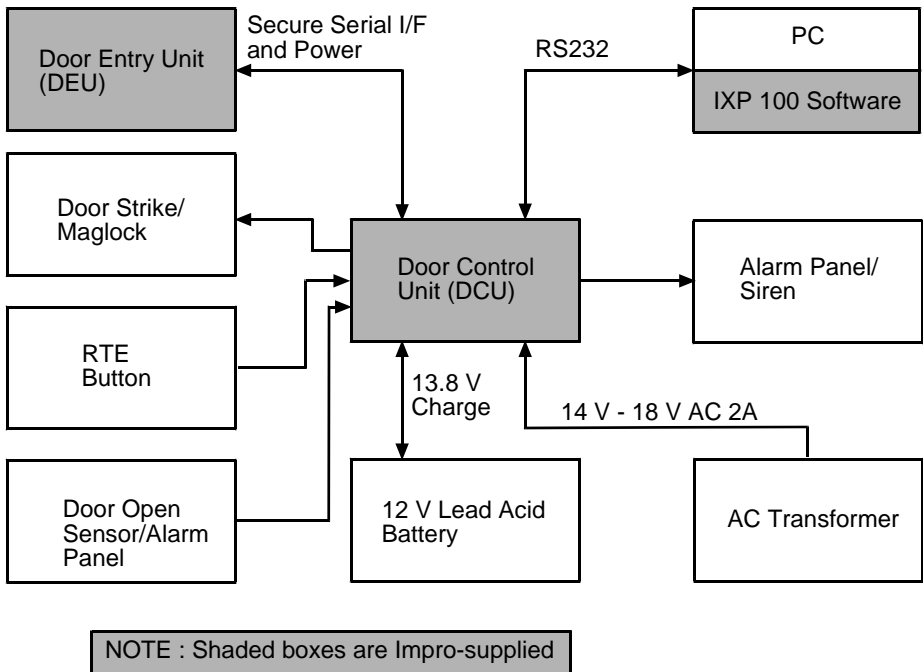 Door Entry Unit
(DEU)
Secure Serial I/F
and Power
RS232
PC
IXP 100 Software
Door Strike/
Maglock
Door Control
Unit (DCU)
Alarm Panel/
Siren
RTE
Button
13.8 V
Charge
14 V - 18 V AC 2A
Door Open
Sensor/Alarm
Panel
12 V Lead Acid
Battery
AC Transformer
NOTE : Shaded boxes are Impro-supplied